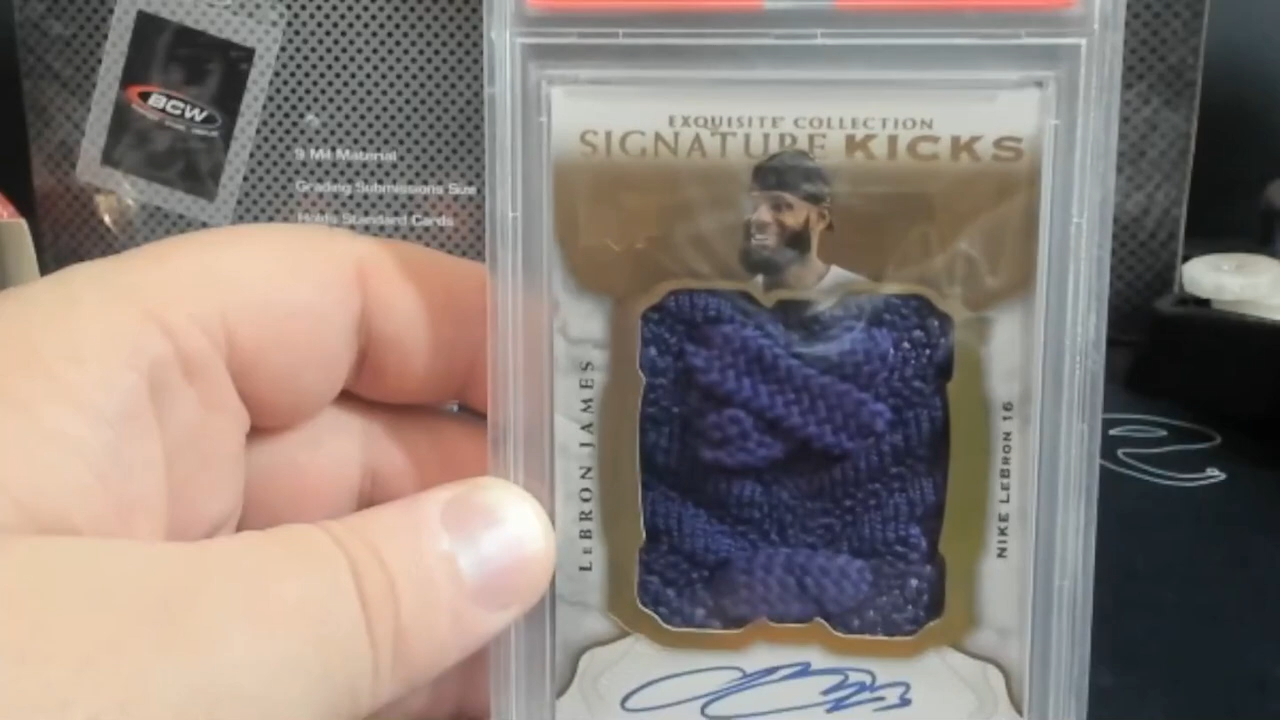 BCW
9 Mil Material
Grading Submissions Size
Holds Standard Cards
EXQUISITE COLLECTION
SIGNATURE KICKS
LEBRON JAMES
NIKE LEBRON 16